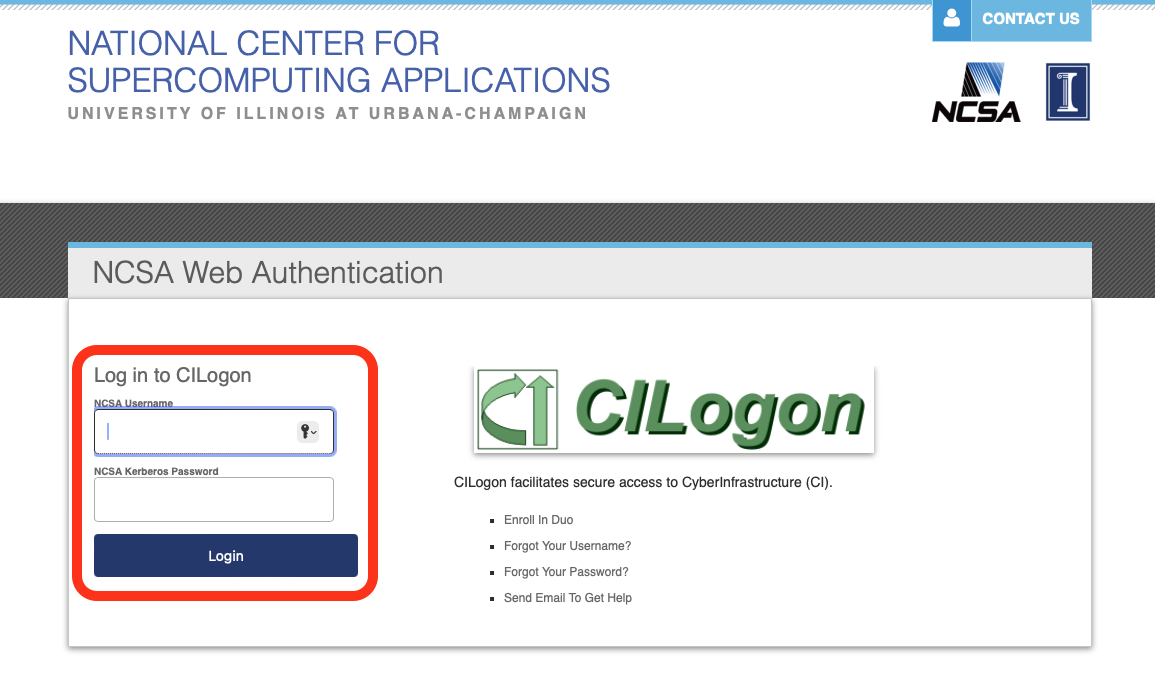 CONTACT US
NATIONAL CENTER FOR
SUPERCOMPUTING APPLICATIONS
UNIVERSITY OF ILLINOIS AT URBANA-CHAMPAIGN
NCSA
I
NCSA Web Authentication
Log in to CILogon
NCSA Username
NCSA Kerberos Password
Login
CI CILogon
CILogon facilitates secure access to CyberInfrastructure (CI).
Enroll In Duo
Forgot Your Username?
Forgot Your Password?
Send Email To Get Help